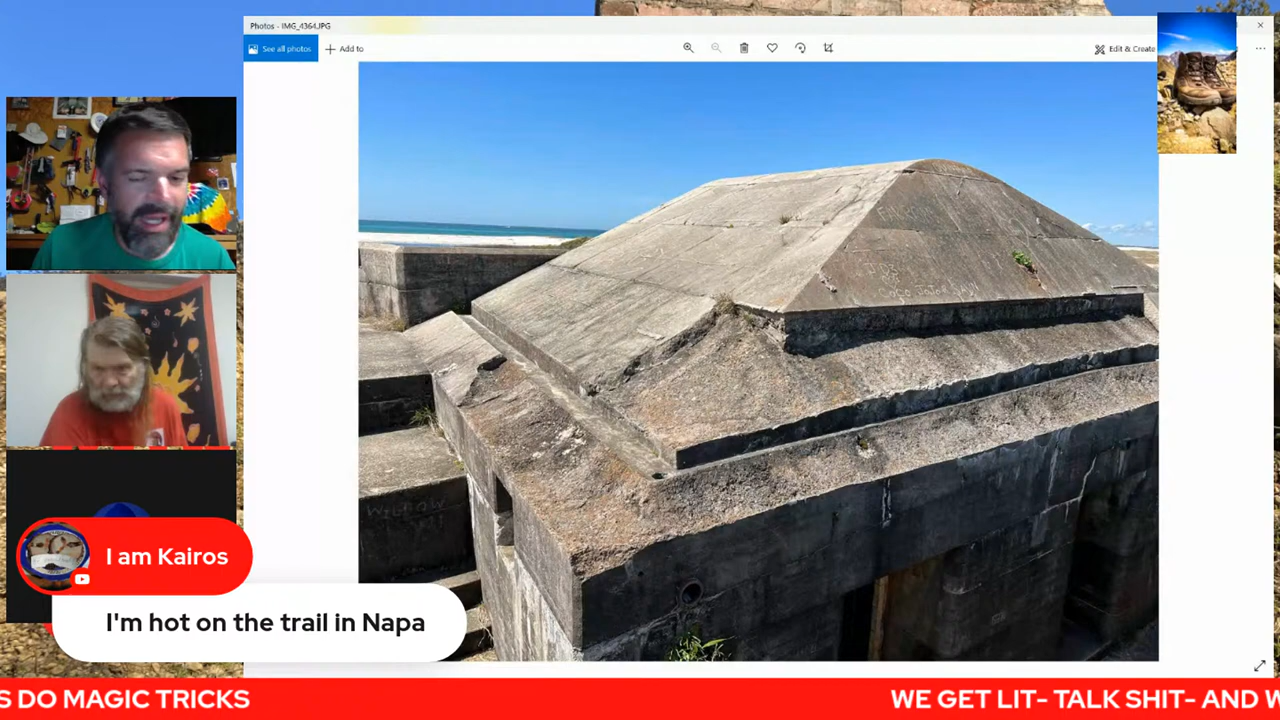 Photos - IMG_4364.JPG
See all photos
Add to
Edit & Create
WILLOW
I am Kairos
I'm hot on the trail in Napa
S DO MAGIC TRICKS
WE GET LIT- TALK SHIT- AND W